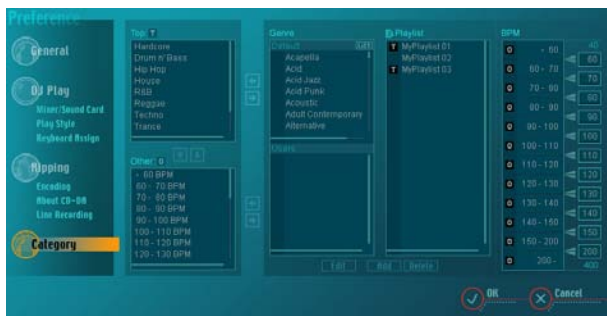 Preference
General
DJ Play
Mixer/Sound Card
Play Style
Keyboard Assign
Ripping
Encoding
About CD-DA
Line Recording
Category
Top: T
Hardcore
Drum n' Bass
Hip Hop
House
R&B
Reggae
Techno
Trance
Other: O
- 60 BPM
60 - 70 BPM
70 - 80 BPM
80 - 90 BPM
90 - 100 BPM
100 - 110 BPM
110 - 120 BPM
120 - 130 BPM
Genre
Default
Acapella
Acid
Acid Jazz
Acid Punk
Acoustic
Adult Contemporary
Alternative
Users
Edit
Add
Delete
Playlist
T MyPlaylist 01
MyPlaylist 02
T MyPlaylist 03
BPM
O - 60
O 60 - 70
O 70 - 80
O 80 - 90
O 90 - 100
O 100 - 110
O 110 - 120
O 120 - 130
O 130 - 140
O 140 - 150
O 150 - 200
O 200 -
40
60
70
80
90
100
110
120
130
140
150
200
400
OK
Cancel